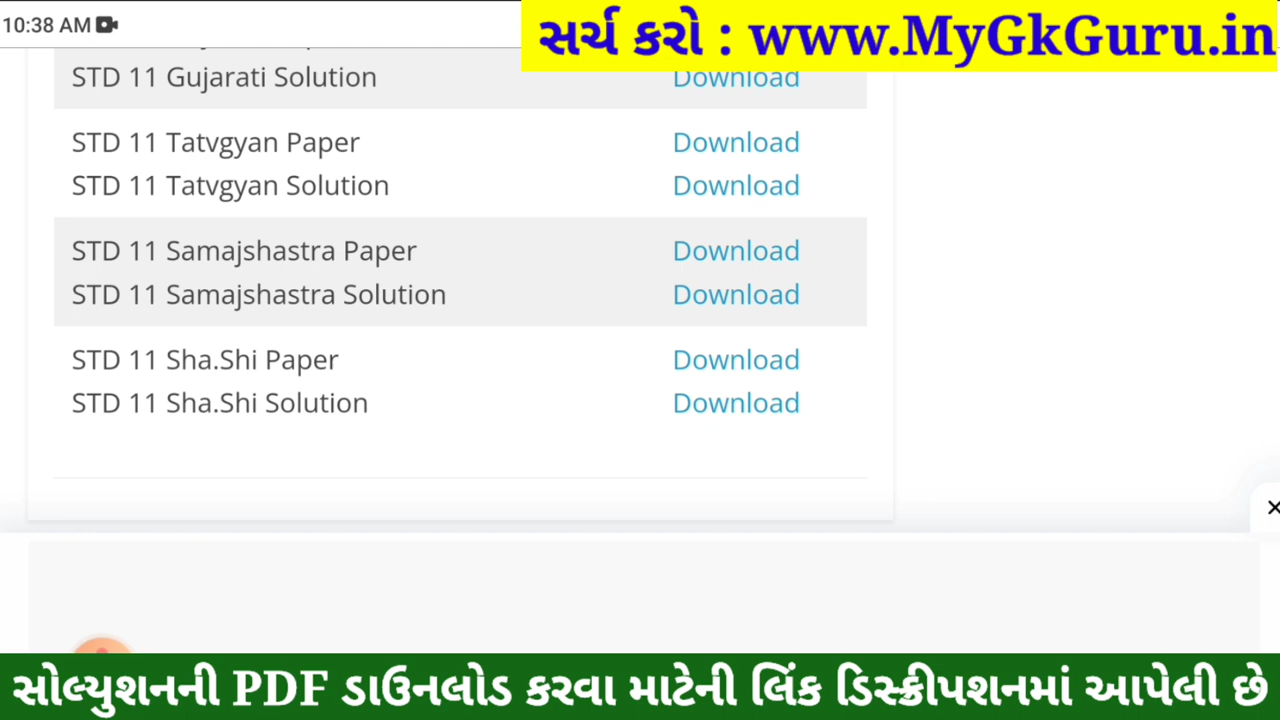 10:38 AM
સર્ચ કરો : www.MyGkGuru.in
STD 11 Gujarati Solution Download
STD 11 Tatvgyan Paper Download
STD 11 Tatvgyan Solution Download
STD 11 Samajshastra Paper Download
STD 11 Samajshastra Solution Download
STD 11 Sha.Shi Paper Download
STD 11 Sha.Shi Solution Download
સોલ્યુશનની PDF ડાઉનલોડ કરવા માટેની લિંક ડિસ્ક્રીપશનમાં આપેલી છે